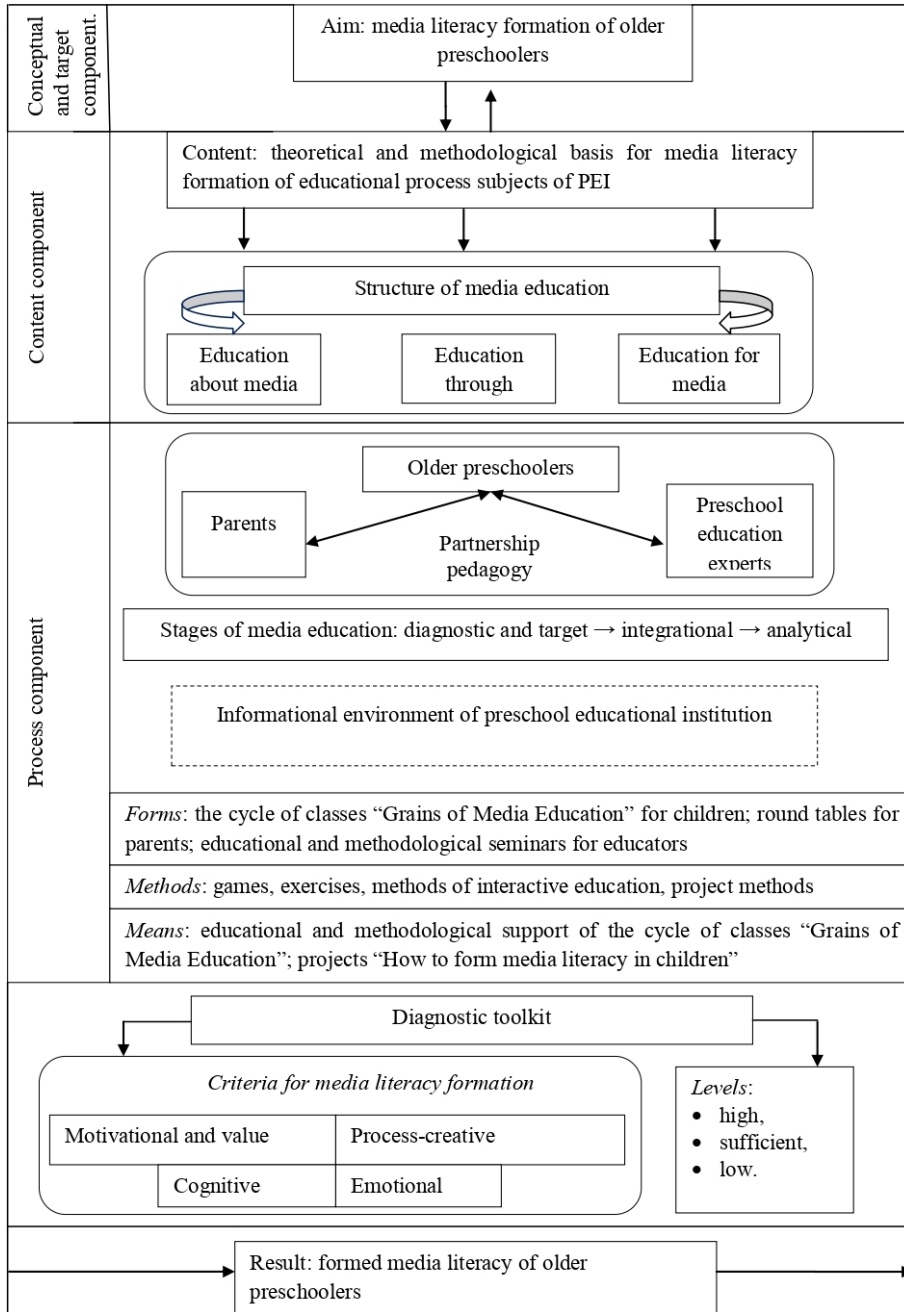 Conceptual
and target
component.
Aim: media literacy formation of older
preschoolers
Content component
Content: theoretical and methodological basis for media literacy
formation of educational process subjects of PEI
Structure of media education
Education
about media
Education
through
Education for
media
Process component
Older preschoolers
Parents
Preschool
education
experts
Partnership
pedagogy
Stages of media education: diagnostic and target → integrational → analytical
Informational environment of preschool educational institution
Forms: the cycle of classes “Grains of Media Education” for children; round tables for
parents; educational and methodological seminars for educators
Methods: games, exercises, methods of interactive education, project methods
Means: educational and methodological support of the cycle of classes “Grains of
Media Education”; projects “How to form media literacy in children”
Diagnostic toolkit
Criteria for media literacy formation
Motivational and value
Process-creative
Cognitive
Emotional
Levels:
• high,
• sufficient,
• low.
Result: formed media literacy of older
preschoolers